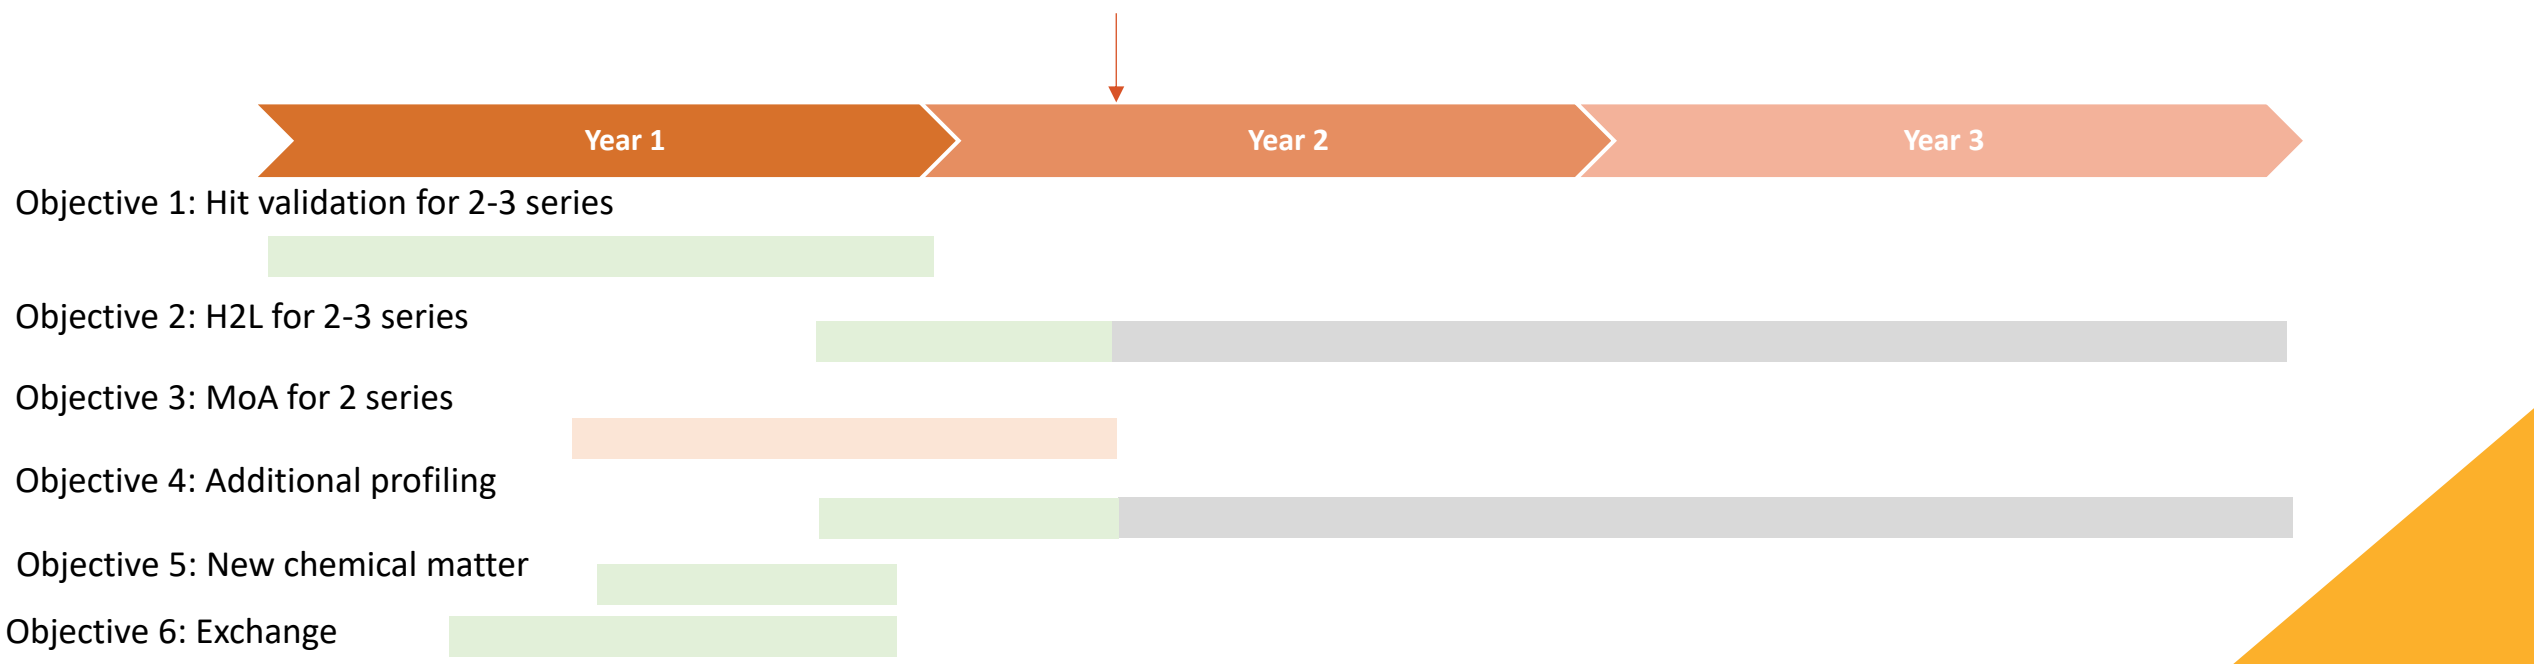 Year 1
Year 2
Year 3
Objective 1: Hit validation for 2-3 series
Objective 2: H2L for 2-3 series
Objective 3: MoA for 2 series
Objective 4: Additional profiling
Objective 5: New chemical matter
Objective 6: Exchange